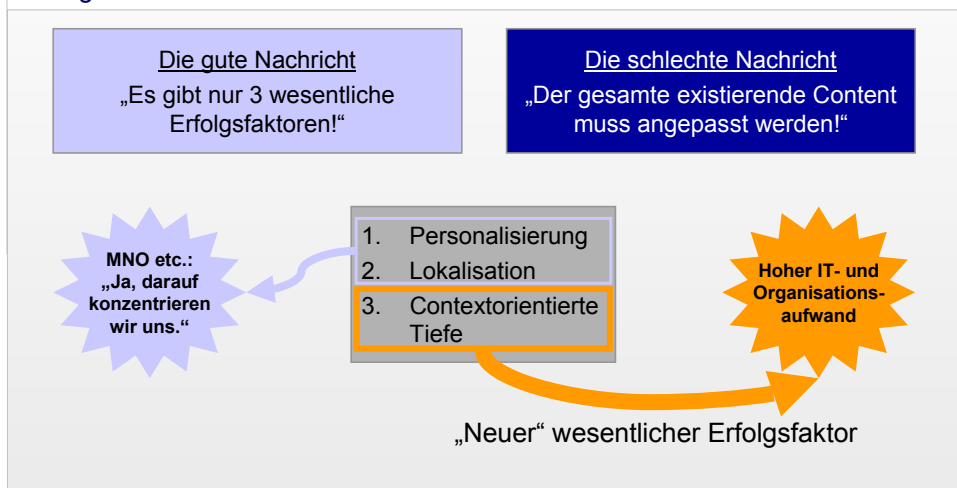 Die gute Nachricht
„Es gibt nur 3 wesentliche
Erfolgsfaktoren!“
Die schlechte Nachricht
„Der gesamte existierende Content
muss angepasst werden!“
MNO etc.:
„Ja, darauf
konzentrieren
wir uns.“
1. Personalisierung
2. Lokalisation
3. Contextorientierte
Tiefe
Hoher IT- und
Organisations-
aufwand
„Neuer“ wesentlicher Erfolgsfaktor